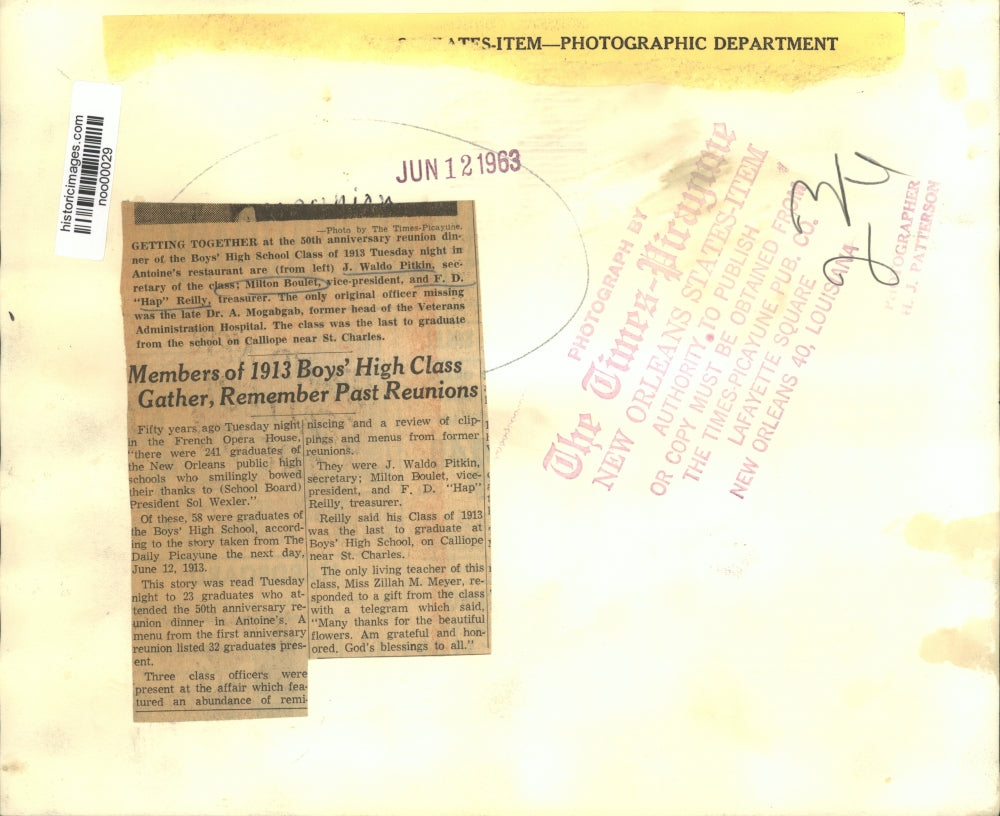 ATES-ITEM—PHOTOGRAPHIC DEPARTMENT
historicimages.com
noo00029
JUN 12 1963
—Photo by The Times-Picayune.
GETTING TOGETHER at the 50th anniversary reunion din-
ner of the Boys' High School Class of 1913 Tuesday night in
Antoine's restaurant are (from left) J. Waldo Pitkin, sec-
retary of the class; Milton Boulet, vice-president, and F. D.
"Hap" Reilly, treasurer. The only original officer missing
was the late Dr. A. Mogabgab, former head of the Veterans
Administration Hospital. The class was the last to graduate
from the school on Calliope near St. Charles.
Members of 1913 Boys' High Class
Gather, Remember Past Reunions
Fifty years ago Tuesday night
in the French Opera House,
"there were 241 graduates of
the New Orleans public high
schools who smilingly bowed
their thanks to (School Board)
President Sol Wexler."
Of these, 58 were graduates of
the Boys' High School, accord-
ing to the story taken from The
Daily Picayune the next day,
June 12, 1913.
This story was read Tuesday
night to 23 graduates who at-
tended the 50th anniversary re-
union dinner in Antoine's. A
menu from the first anniversary
reunion listed 32 graduates pres-
ent.
Three class officers were
present at the affair which fea-
tured an abundance of remi-
niscing and a review of clip-
pings and menus from former
reunions.
They were J. Waldo Pitkin,
secretary; Milton Boulet, vice-
president, and F. D. "Hap"
Reilly, treasurer.
Reilly said his Class of 1913
was the last to graduate at
Boys' High School, on Calliope
near St. Charles.
The only living teacher of this
class, Miss Zillah M. Meyer, re-
sponded to a gift from the class
with a telegram which said,
"Many thanks for the beautiful
flowers. Am grateful and hon-
ored. God's blessings to all."
PHOTOGRAPH BY
The Times-Picayune
NEW ORLEANS STATES-ITEM
AUTHORITY TO PUBLISH
OR COPY MUST BE OBTAINED FROM
THE TIMES-PICAYUNE PUB. CO.
LAFAYETTE SQUARE
NEW ORLEANS 40, LOUISIANA
OGRAPHER
J. PATTERSON